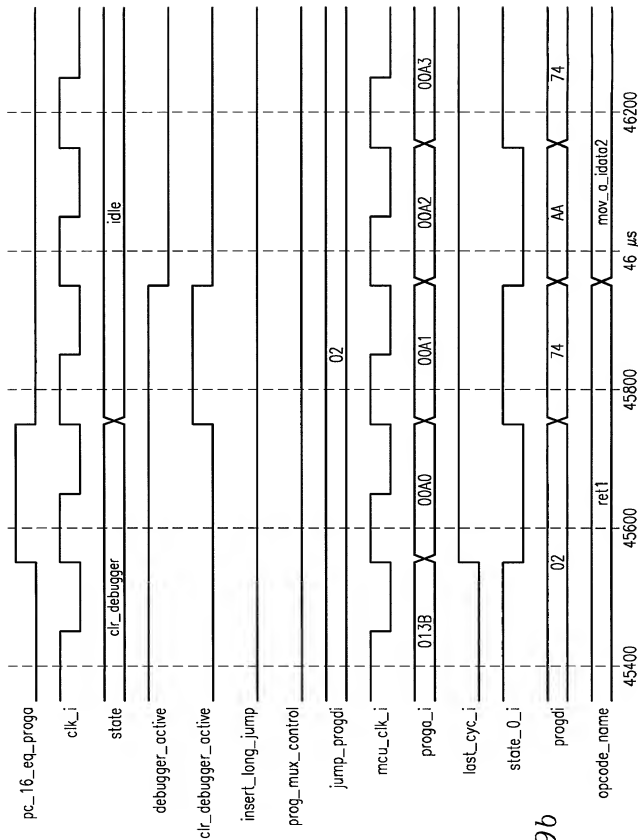 pc_16_eq_proga
clk_i
state clr_debugger idle
debugger_active
clr_debugger_active
insert_long_jump
prog_mux_control
jump_progdi 02
mcu_clk_i
proga_i 013B 00A0 00A1 00A2 00A3
last_cyc_i
state_0_i
progdi 02 74 AA 74
opcode_name ret1 mov_a_idata2
45400 45600 45800 46 µs 46200
9b